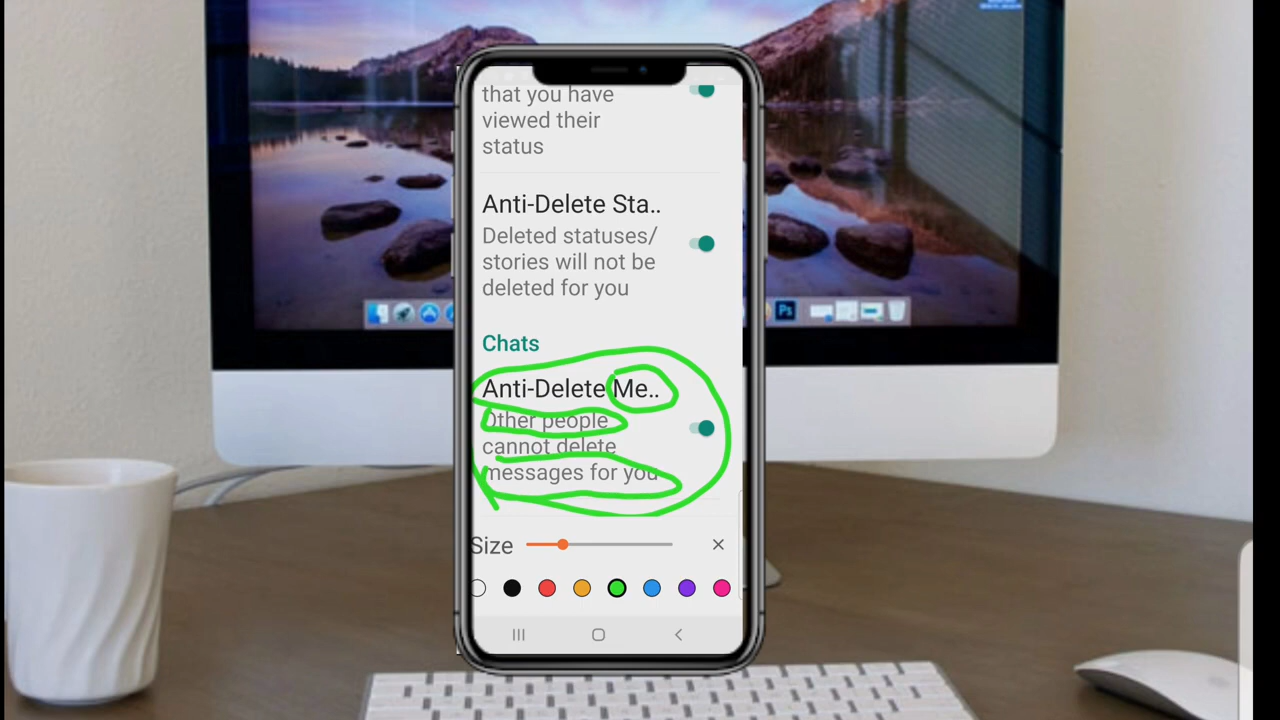 that you have
viewed their
status
Anti-Delete Sta..
Deleted statuses/
stories will not be
deleted for you
Chats
Anti-Delete Me..
Other people
cannot delete
messages for you
Size
Ps